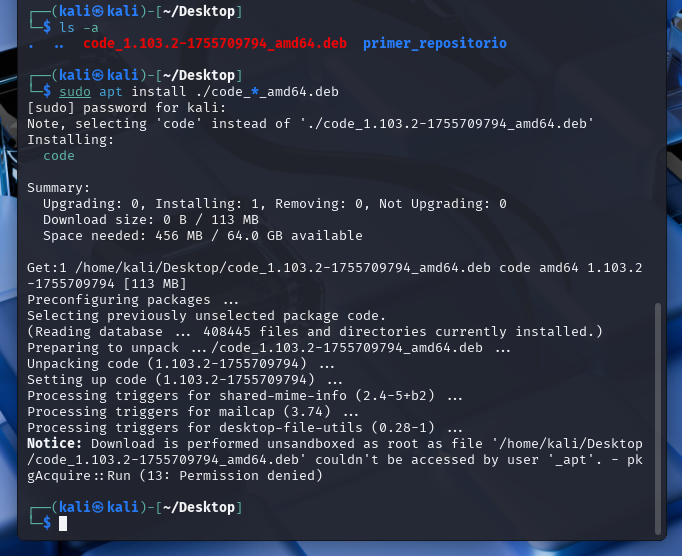 ┌──(kali㉿kali)-[~/Desktop]
└─$ ls -a
.  ..  code_1.103.2-1755709794_amd64.deb  primer_repositorio
┌──(kali㉿kali)-[~/Desktop]
└─$ sudo apt install ./code_*_amd64.deb
[sudo] password for kali:
Note, selecting 'code' instead of './code_1.103.2-1755709794_amd64.deb'
Installing:
  code
Summary:
  Upgrading: 0, Installing: 1, Removing: 0, Not Upgrading: 0
  Download size: 0 B / 113 MB
  Space needed: 456 MB / 64.0 GB available
Get:1 /home/kali/Desktop/code_1.103.2-1755709794_amd64.deb code amd64 1.103.2
-1755709794 [113 MB]
Preconfiguring packages ...
Selecting previously unselected package code.
(Reading database ... 408445 files and directories currently installed.)
Preparing to unpack .../code_1.103.2-1755709794_amd64.deb ...
Unpacking code (1.103.2-1755709794) ...
Setting up code (1.103.2-1755709794) ...
Processing triggers for shared-mime-info (2.4-5+b2) ...
Processing triggers for mailcap (3.74) ...
Processing triggers for desktop-file-utils (0.28-1) ...
Notice: Download is performed unsandboxed as root as file '/home/kali/Desktop
/code_1.103.2-1755709794_amd64.deb' couldn't be accessed by user '_apt'. - pk
gAcquire::Run (13: Permission denied)
┌──(kali㉿kali)-[~/Desktop]
└─$